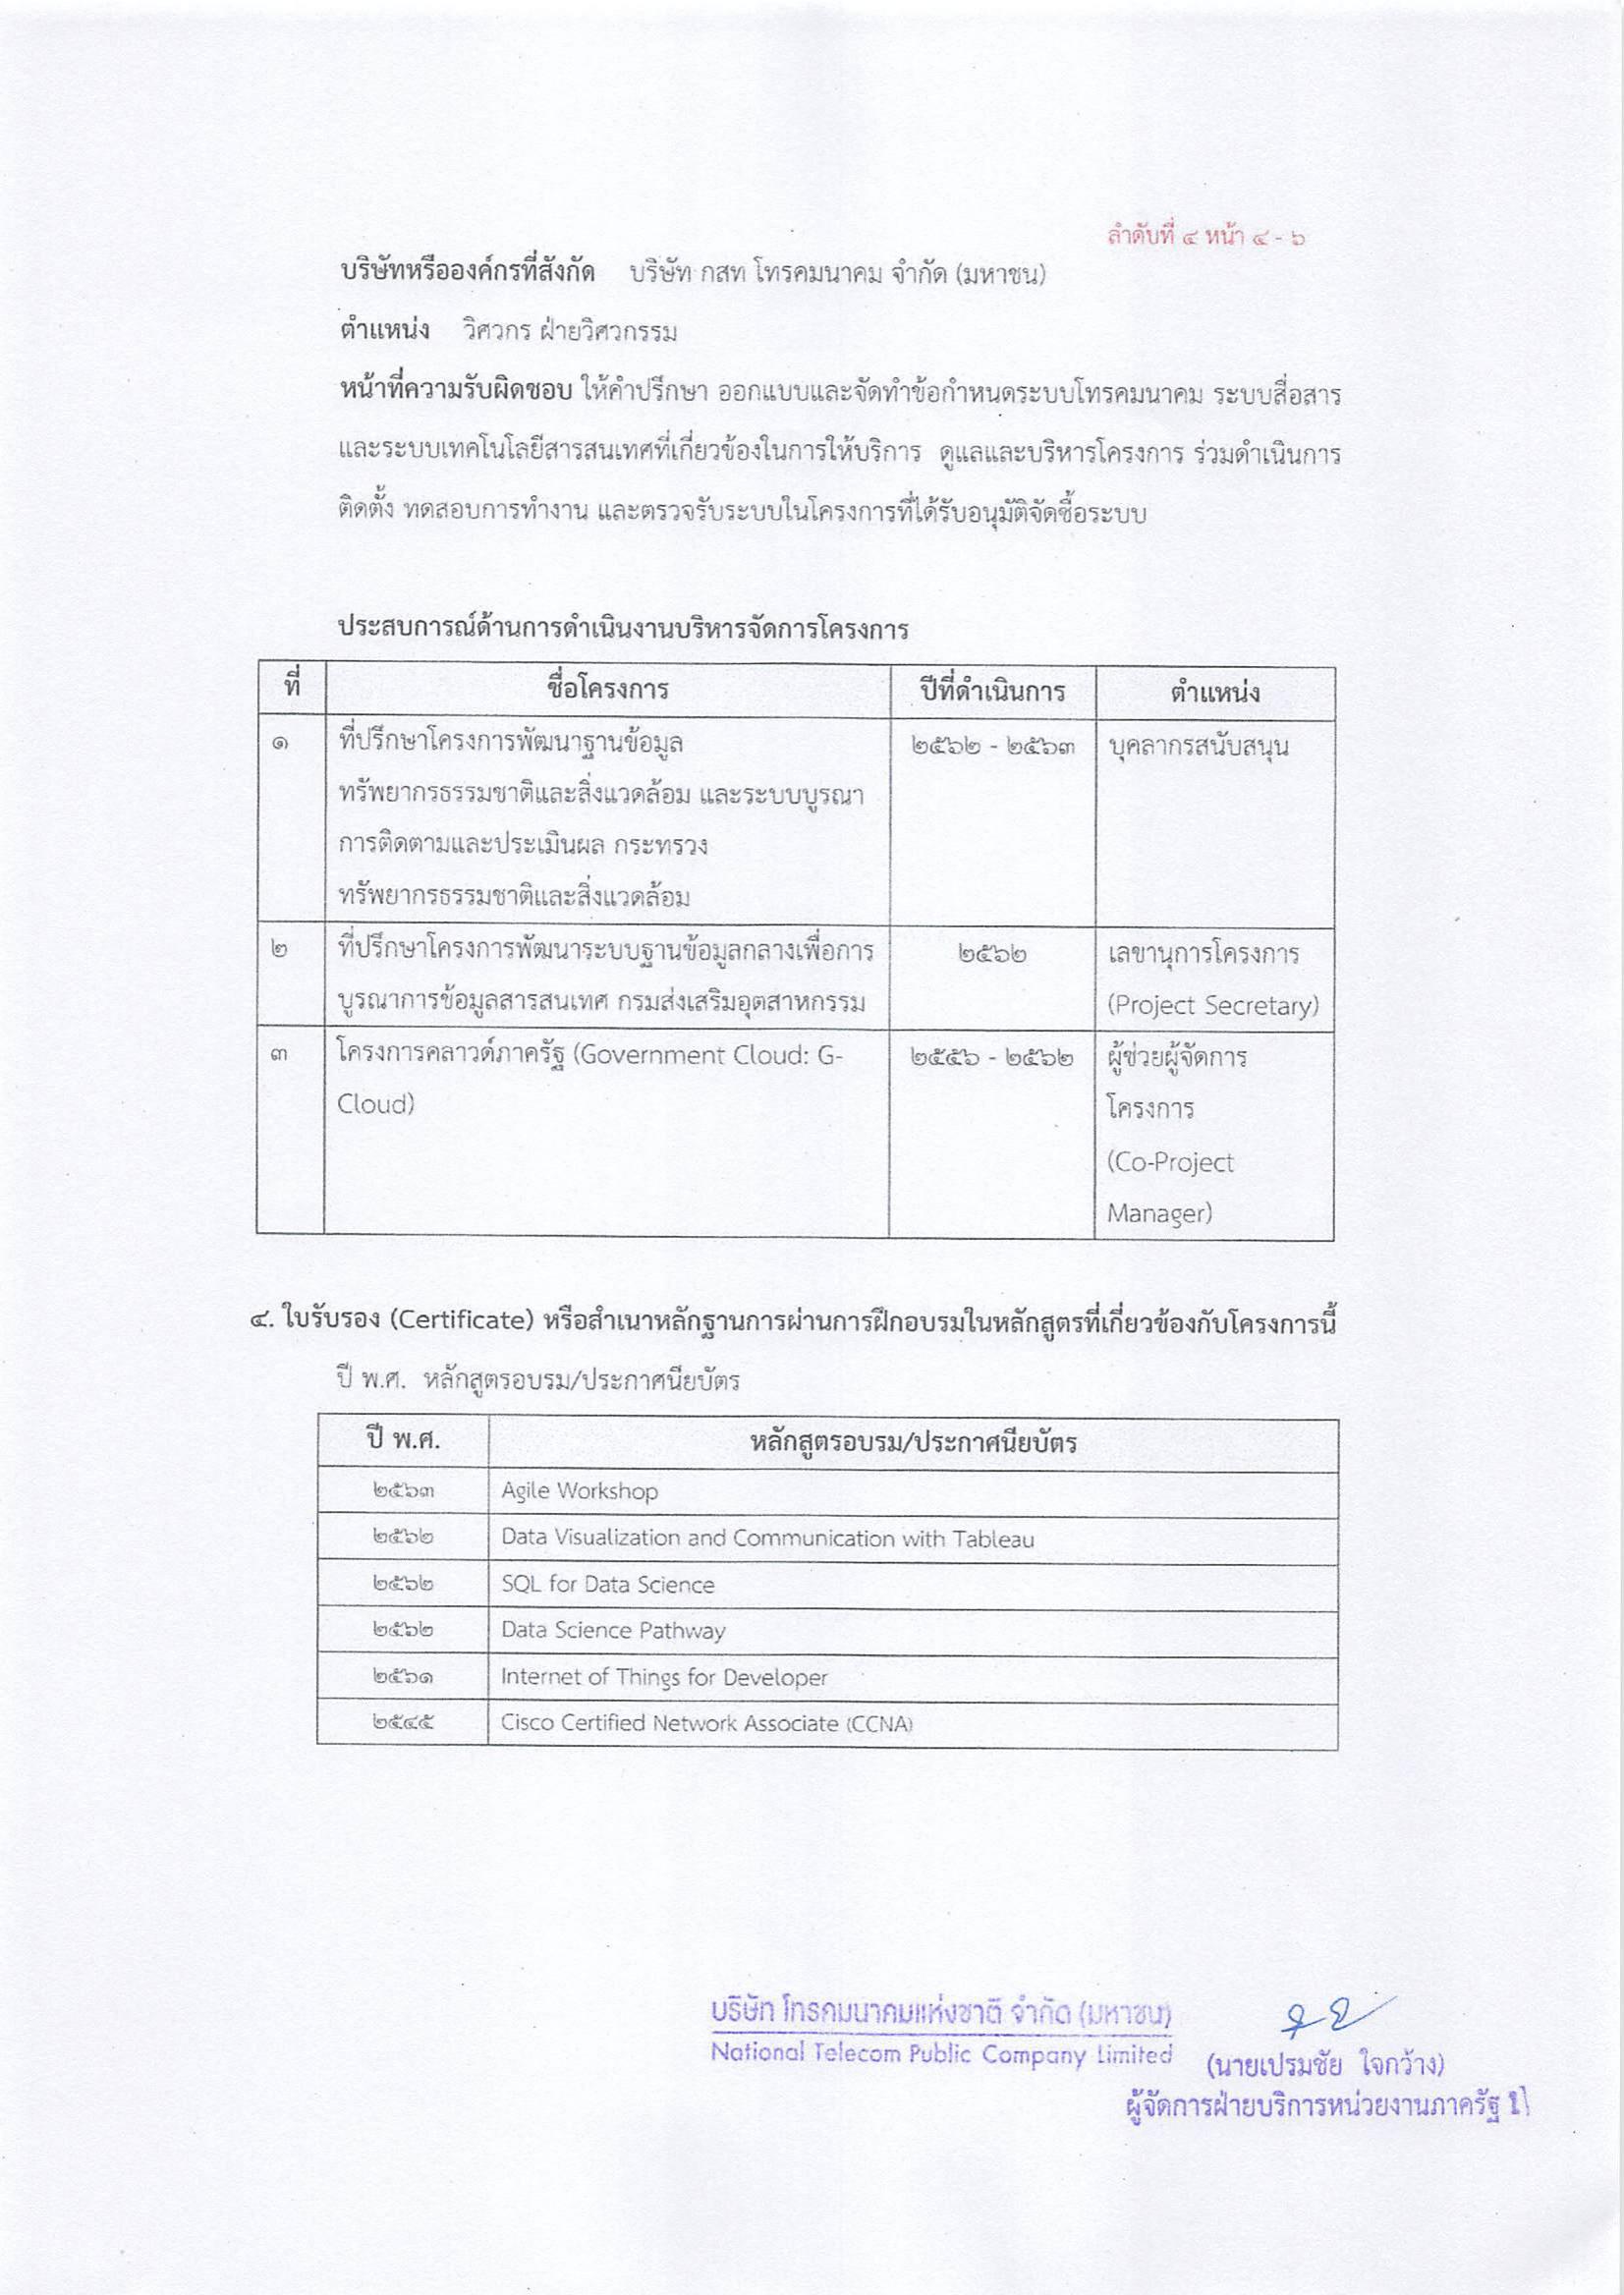 ลำดับที่ ๔ หน้า ๔ - ๖
บริษัทหรือองค์กรที่สังกัด บริษัท กสท โทรคมนาคม จำกัด (มหาชน)
ตำแหน่ง วิศวกร ฝ่ายวิศวกรรม
หน้าที่ความรับผิดชอบ ให้คำปรึกษา ออกแบบและจัดทำข้อกำหนดระบบโทรคมนาคม ระบบสื่อสาร
และระบบเทคโนโลยีสารสนเทศที่เกี่ยวข้องในการให้บริการ ดูแลและบริหารโครงการ ร่วมดำเนินการ
ติดตั้ง ทดสอบการทำงาน และตรวจรับระบบในโครงการที่ได้รับอนุมัติจัดซื้อระบบ
ประสบการณ์ด้านการดำเนินงานบริหารจัดการโครงการ
ที่ ชื่อโครงการ ปีที่ดำเนินการ ตำแหน่ง
๑ ที่ปรึกษาโครงการพัฒนาฐานข้อมูล ๒๕๖๒ - ๒๕๖๓ บุคลากรสนับสนุน
ทรัพยากรธรรมชาติและสิ่งแวดล้อม และระบบบูรณา
การติดตามและประเมินผล กระทรวง
ทรัพยากรธรรมชาติและสิ่งแวดล้อม
๒ ที่ปรึกษาโครงการพัฒนาระบบฐานข้อมูลกลางเพื่อการ ๒๕๖๒ เลขานุการโครงการ
บูรณาการข้อมูลสารสนเทศ กรมส่งเสริมอุตสาหกรรม (Project Secretary)
๓ โครงการคลาวด์ภาครัฐ (Government Cloud: G- ๒๕๕๖ - ๒๕๖๒ ผู้ช่วยผู้จัดการ
Cloud) โครงการ
(Co-Project
Manager)
๔. ใบรับรอง (Certificate) หรือสำเนาหลักฐานการผ่านการฝึกอบรมในหลักสูตรที่เกี่ยวข้องกับโครงการนี้
ปี พ.ศ. หลักสูตรอบรม/ประกาศนียบัตร
ปี พ.ศ. หลักสูตรอบรม/ประกาศนียบัตร
๒๕๖๓ Agile Workshop
๒๕๖๒ Data Visualization and Communication with Tableau
๒๕๖๒ SQL for Data Science
๒๕๖๒ Data Science Pathway
๒๕๖๑ Internet of Things for Developer
๒๕๔๕ Cisco Certified Network Associate (CCNA)
บริษัท โทรคมนาคมแห่งชาติ จำกัด (มหาชน)
National Telecom Public Company Limited
(นายเปรมชัย ใจกว้าง)
ผู้จัดการฝ่ายบริการหน่วยงานภาครัฐ 1